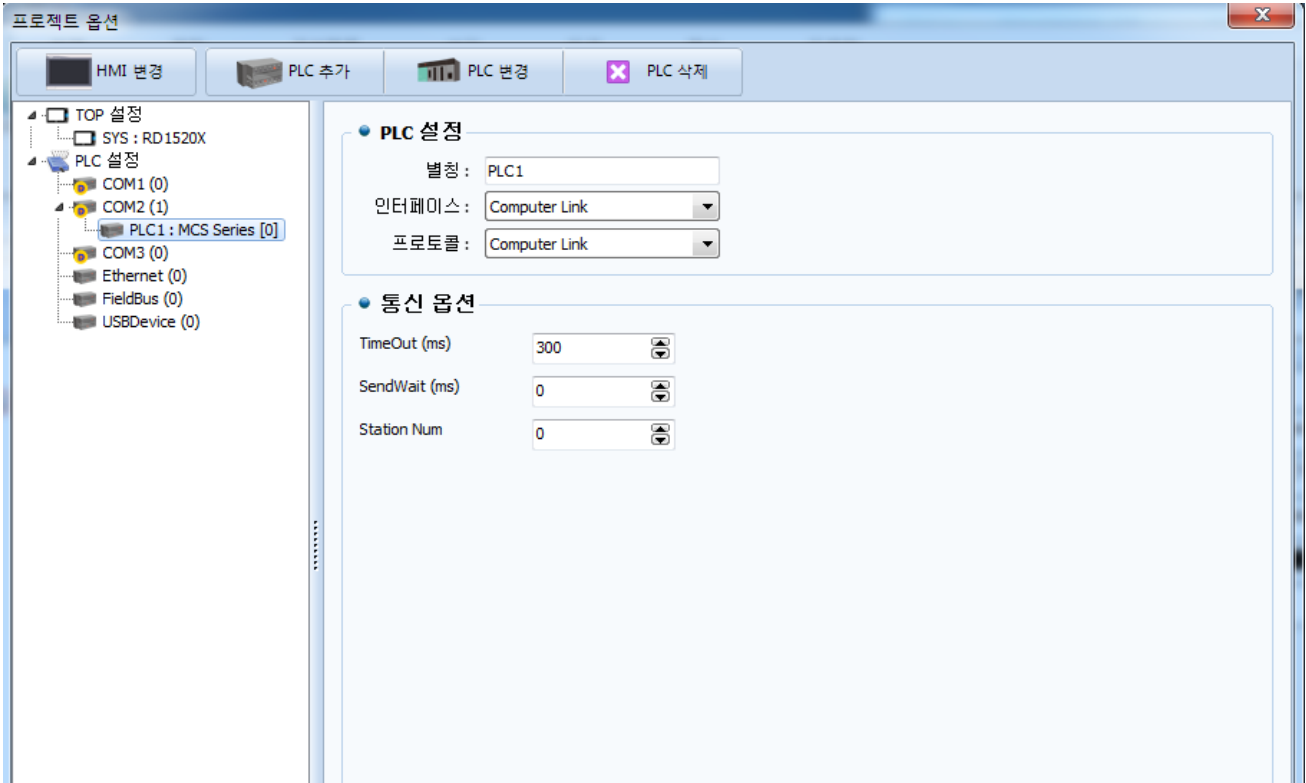 프로젝트 옵션
HMI 변경
PLC 추가
PLC 변경
PLC 삭제
TOP 설정
SYS : RD1520X
PLC 설정
COM1 (0)
COM2 (1)
PLC1 : MCS Series [0]
COM3 (0)
Ethernet (0)
FieldBus (0)
USBDevice (0)
PLC 설정
별칭 : PLC1
인터페이스 : Computer Link
프로토콜 : Computer Link
통신 옵션
TimeOut (ms) 300
SendWait (ms) 0
Station Num 0